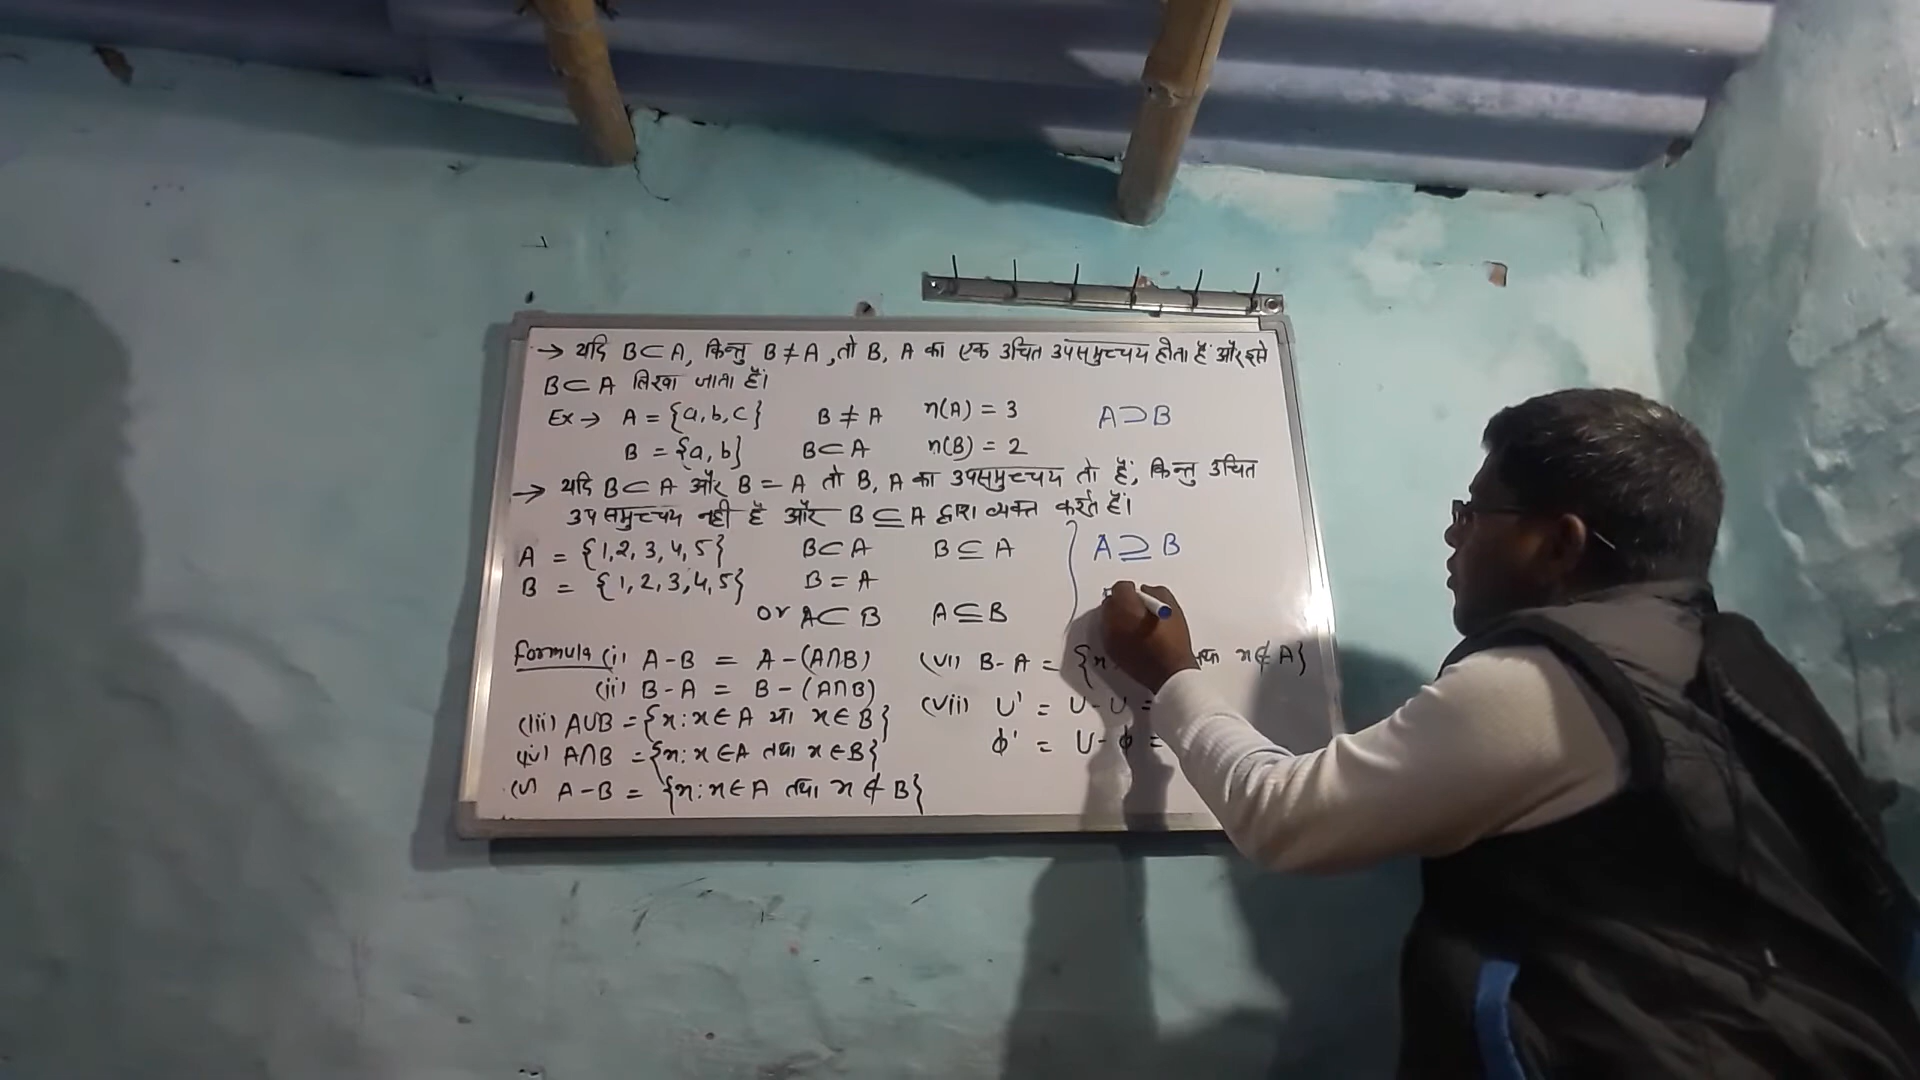 → यदि B⊂A, किन्तु B≠A, तो B, A का एक उचित उपसमुच्चय होता है और इसे
B⊂A लिखा जाता है।
Ex→ A = {a,b,c} B≠A n(A) = 3 A⊃B
B = {a,b} B⊂A n(B) = 2
→ यदि B⊂A और B=A तो B, A का उपसमुच्चय तो है, किन्तु उचित
उपसमुच्चय नही है और B⊆A द्वारा व्यक्त करते हैं।
A = {1,2,3,4,5} B⊂A B⊆A A⊇B
B = {1,2,3,4,5} B=A
or A⊂B A⊆B
Formula (i) A-B = A-(A∩B)
(ii) B-A = B-(A∩B)
(iii) A∪B = {x:x∈A या x∈B}
(iv) A∩B = {x:x∈A तथा x∈B}
(v) A-B = {x:x∈A तथा x∉B}
(vi) B-A = {x तथा x∉A}
(vii) U' = U-U =
φ' = U-φ =